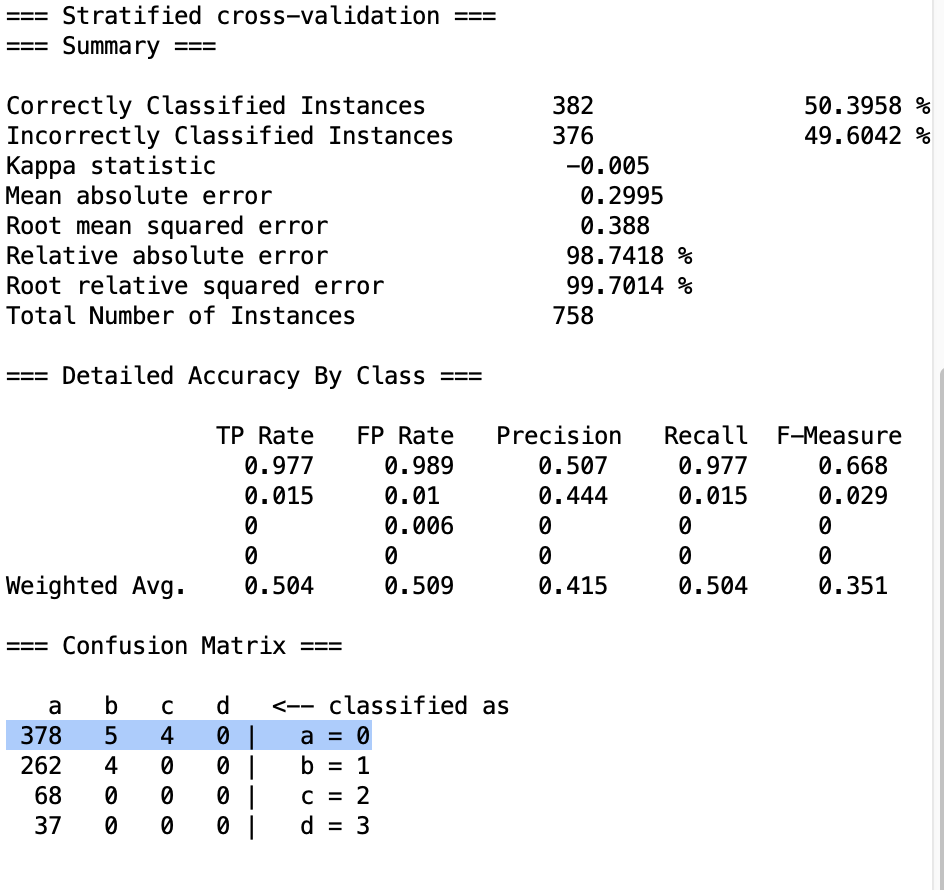 === Stratified cross-validation ===
=== Summary ===
Correctly Classified Instances 382 50.3958 %
Incorrectly Classified Instances 376 49.6042 %
Kappa statistic -0.005
Mean absolute error 0.2995
Root mean squared error 0.388
Relative absolute error 98.7418 %
Root relative squared error 99.7014 %
Total Number of Instances 758
=== Detailed Accuracy By Class ===
TP Rate FP Rate Precision Recall F-Measure
0.977 0.989 0.507 0.977 0.668
0.015 0.01 0.444 0.015 0.029
0 0.006 0 0 0
0 0 0 0 0
Weighted Avg. 0.504 0.509 0.415 0.504 0.351
=== Confusion Matrix ===
a b c d <-- classified as
378 5 4 0 | a = 0
262 4 0 0 | b = 1
68 0 0 0 | c = 2
37 0 0 0 | d = 3